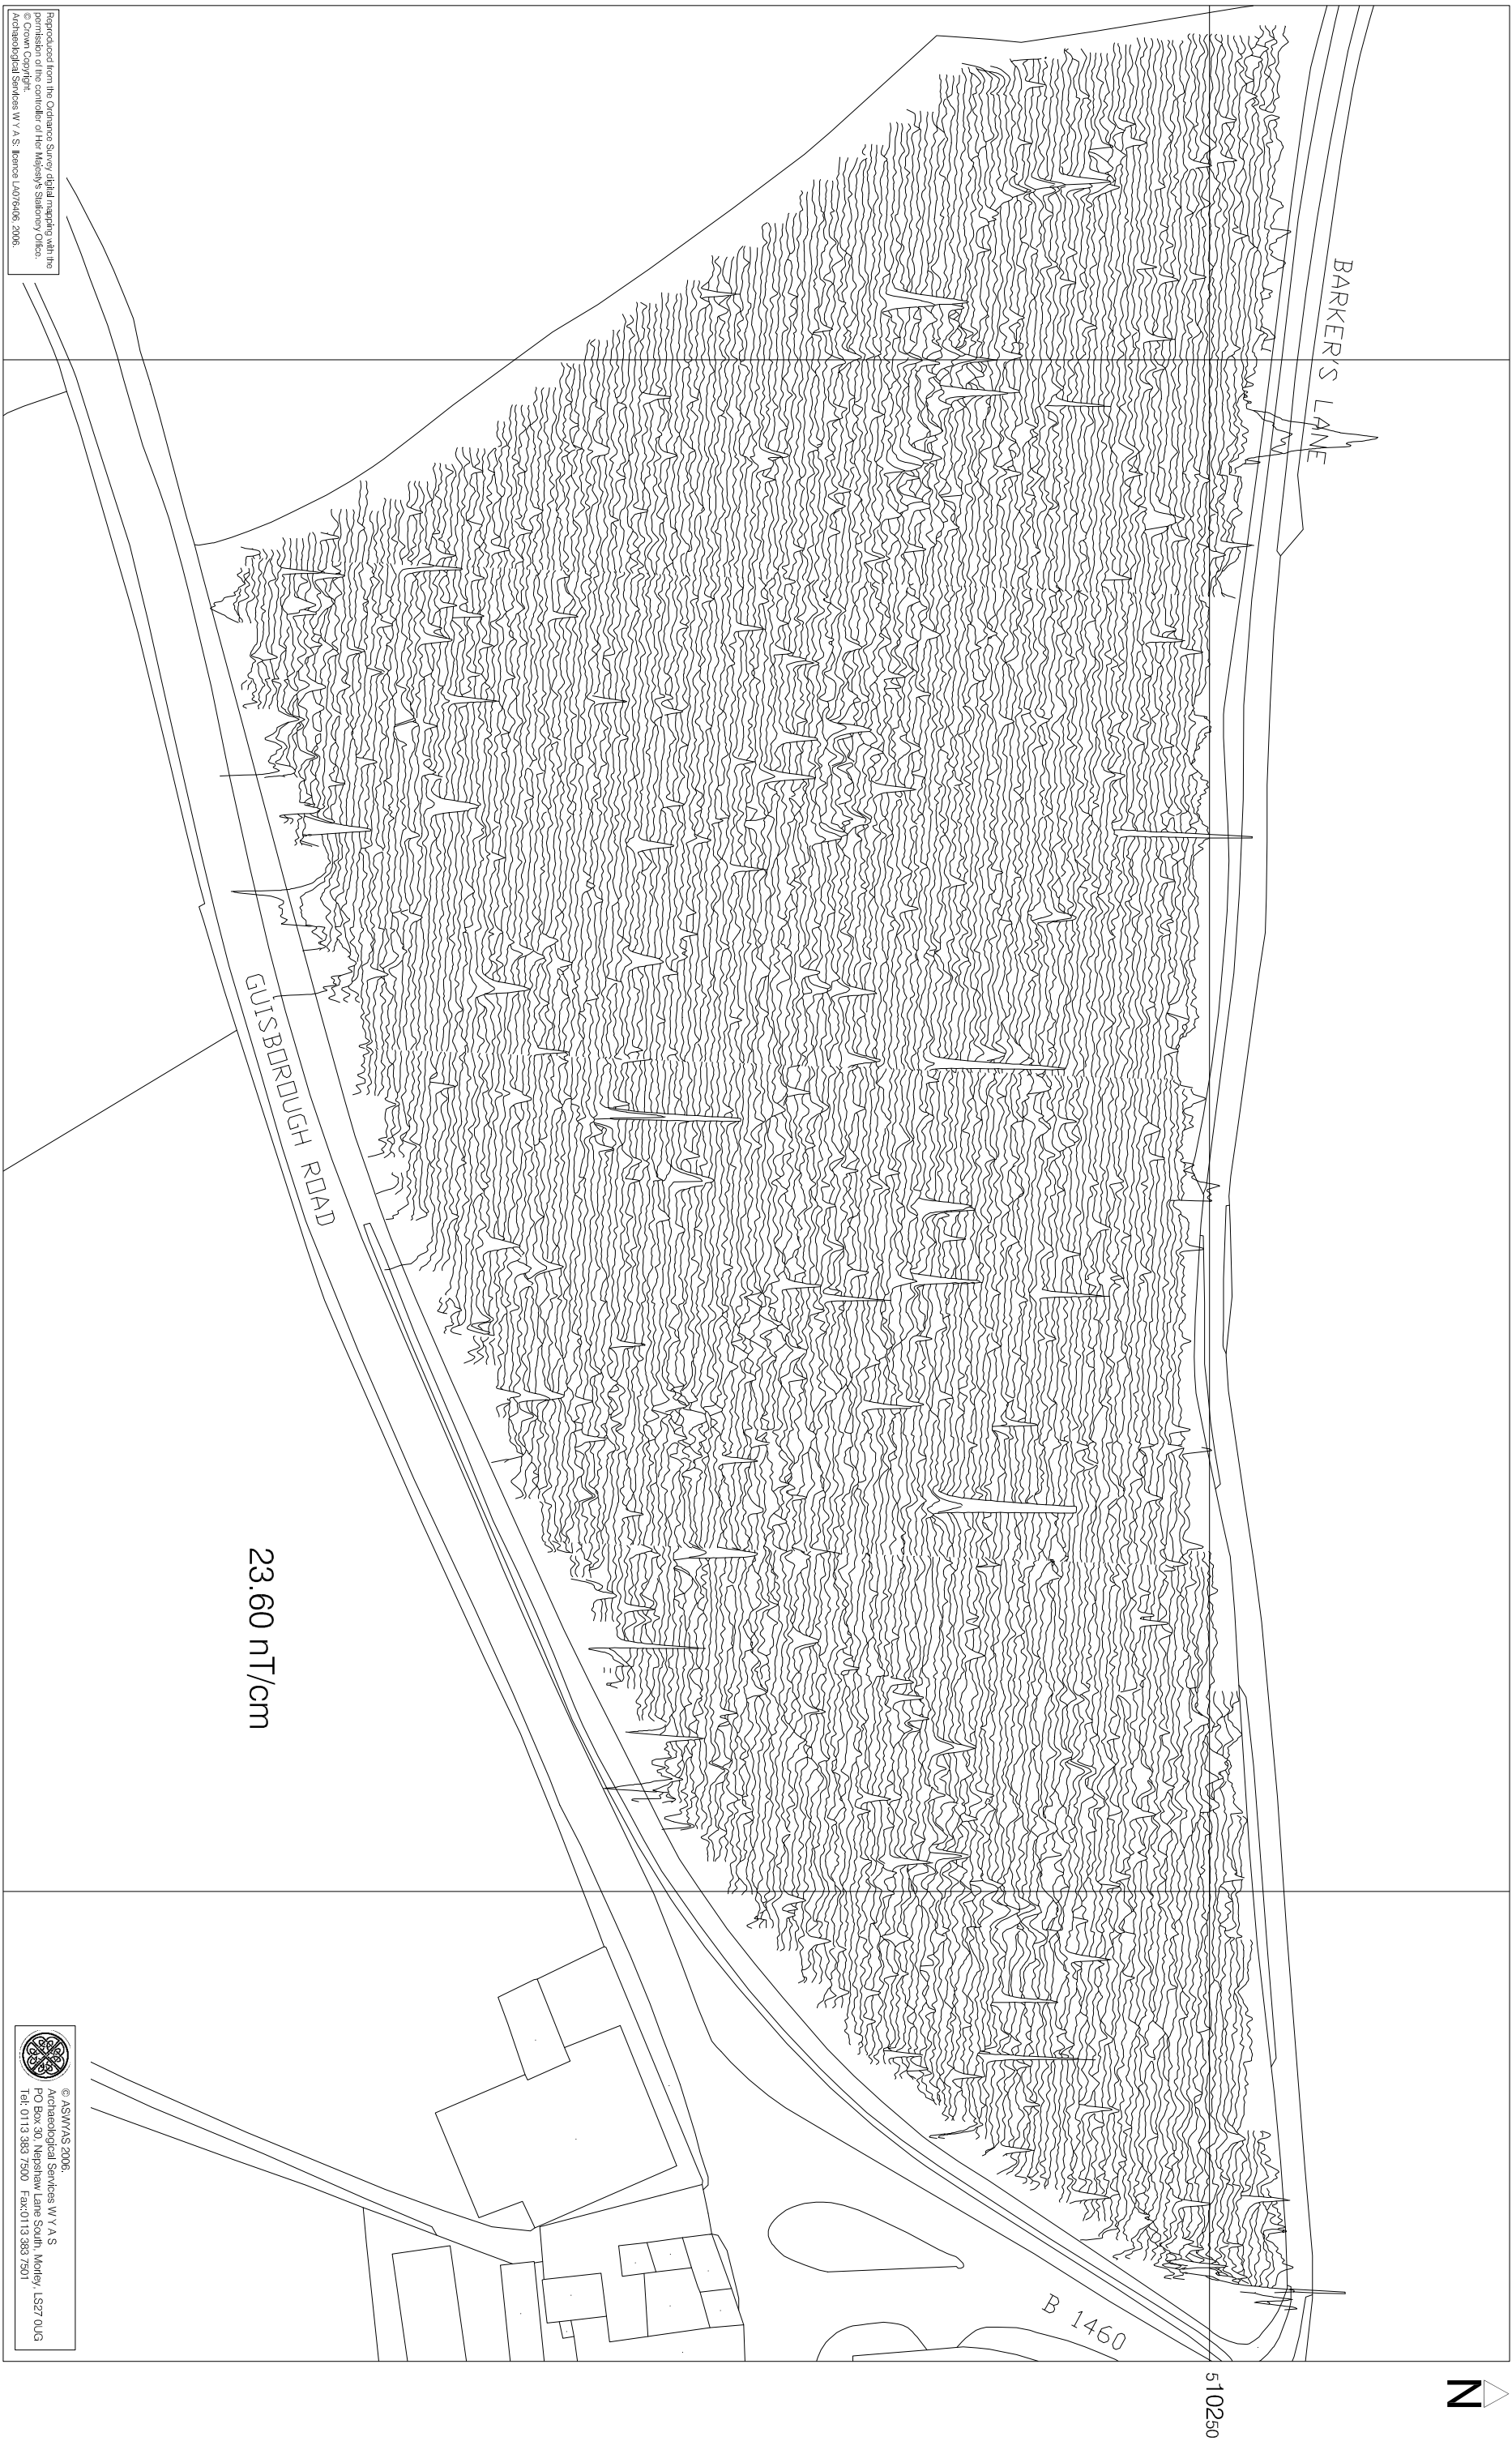 Reproduced from the Ordnance Survey digital mapping with the
permission of the controller of Her Majesty's Stationery Office.
© Crown Copyright.
Archaeological Services W Y A S: licence LA076406, 2006.
BARKER'S LANE
GUISBOROUGH ROAD
23.60 nT/cm
B 1460
© ASWYAS 2006.
Archaeological Services W Y A S
PO Box 30, Nepshaw Lane South, Morley, LS27 0UG
Tel: 0113 383 7500 Fax:0113 383 7501
510250
N